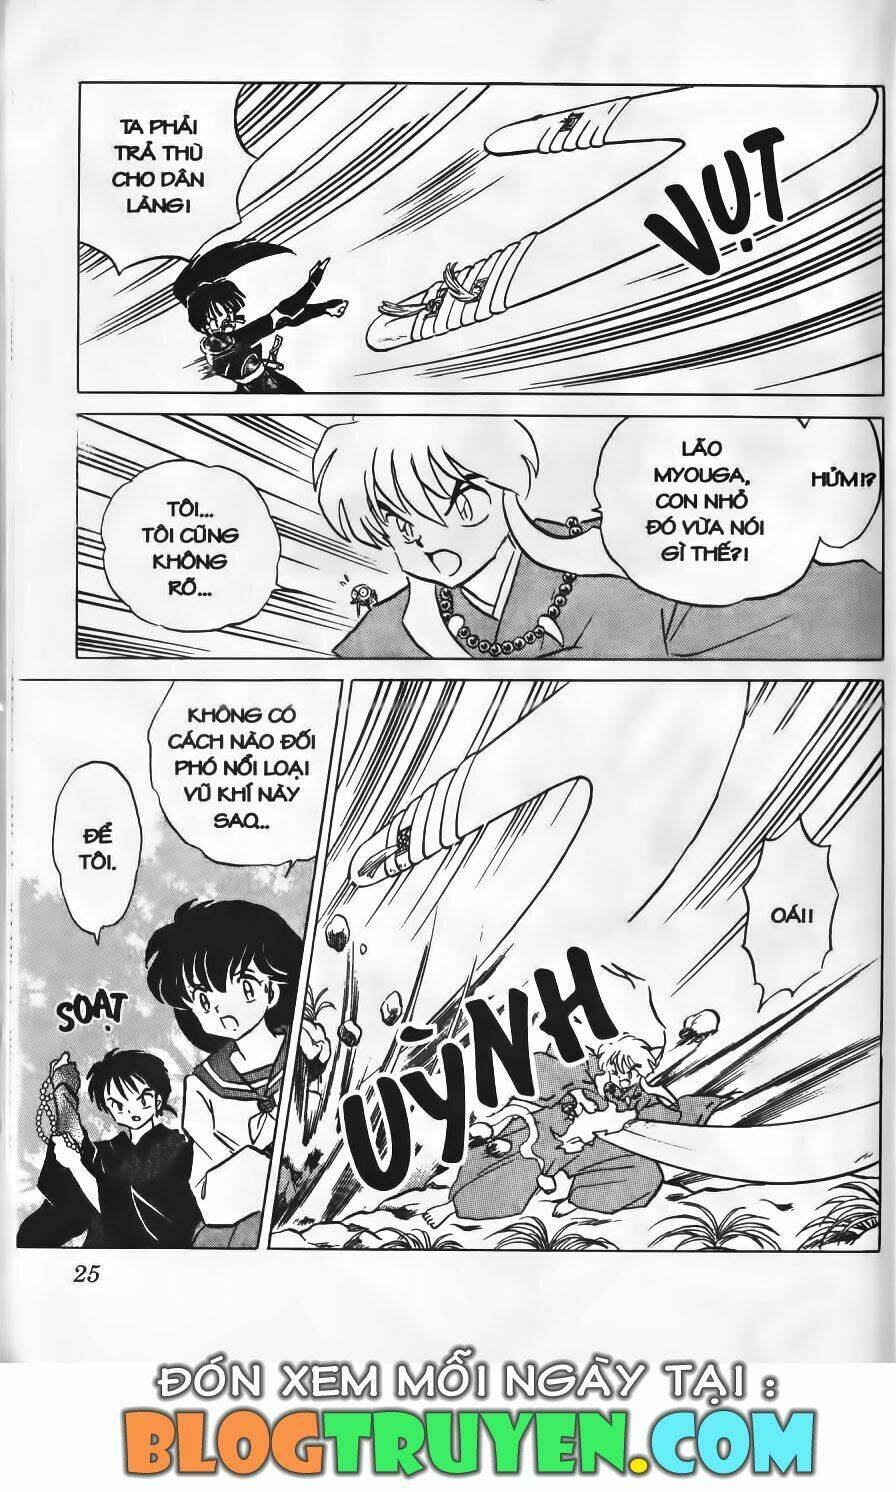 TA PHẢI
TRẢ THÙ
CHO DÂN
LÀNG!
VỤT
HỬM!?
LÃO
MYOUGA,
CON NHỎ
ĐÓ VỪA NÓI
GÌ THẾ?!
TÔI...
TÔI CŨNG
KHÔNG
RÕ...
OÁI!
UỲNH
KHÔNG CÓ
CÁCH NÀO ĐỐI
PHÓ NỔI LOẠI
VŨ KHÍ NÀY
SAO...
ĐỂ
TÔI.
SOẠT
25
ĐÓN XEM MỖI NGÀY TẠI :
BLOGTRUYEN.COM